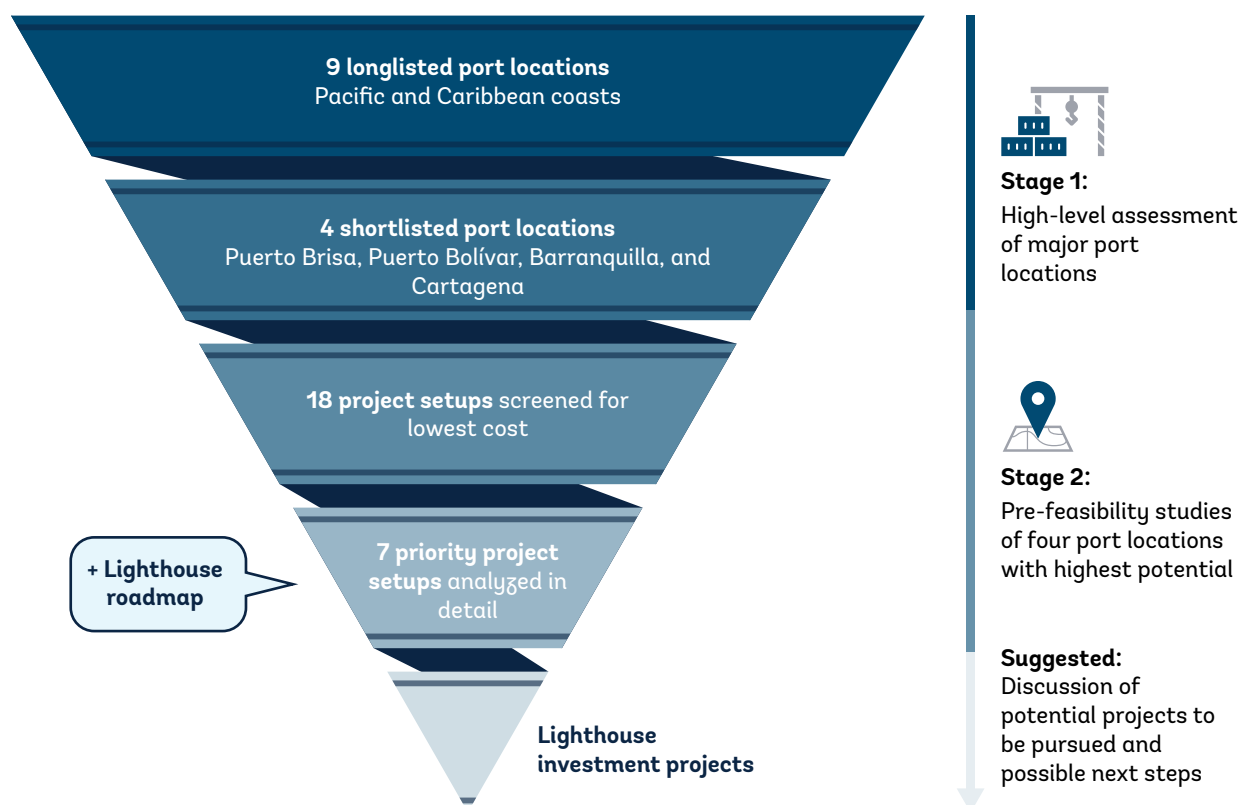 9 longlisted port locations
Pacific and Caribbean coasts
Stage 1:
High-level assessment
of major port
locations
4 shortlisted port locations
Puerto Brisa, Puerto Bolívar, Barranquilla, and
Cartagena
18 project setups screened for
lowest cost
Stage 2:
Pre-feasibility studies
of four port locations
with highest potential
7 priority project
setups analyzed in
detail
+ Lighthouse
roadmap
Suggested:
Discussion of
potential projects to
be pursued and
possible next steps
Lighthouse
investment projects